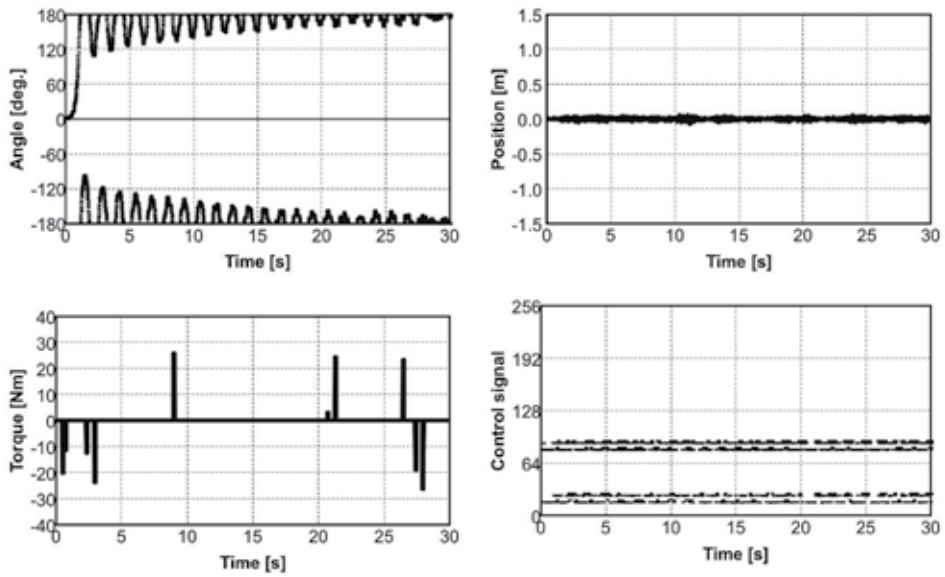 Angle [deg.]
180
120
60
0
-60
-120
-180
0 5 10 15 20 25 30
Time [s]
Position [m]
1.5
1.0
0.5
0.0
-0.5
-1.0
-1.5
0 5 10 15 20 25 30
Time [s]
Torque [Nm]
40
30
20
10
0
-10
-20
-30
-40
0 5 10 15 20 25 30
Time [s]
Control signal
256
192
128
64
0
0 5 10 15 20 25 30
Time [s]